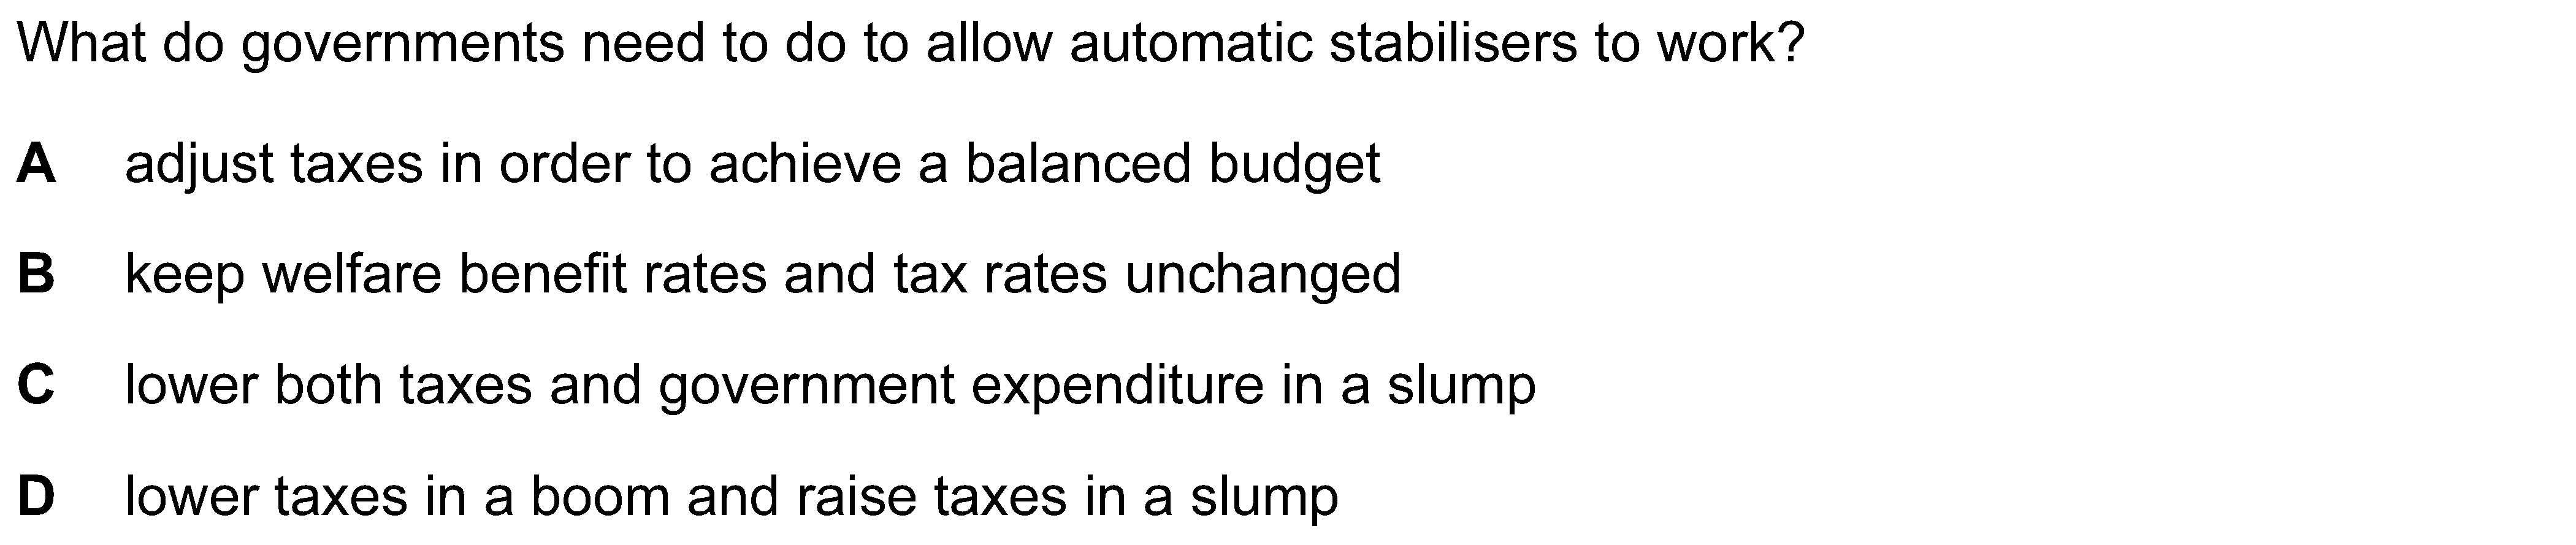 What do governments need to do to allow automatic stabilisers to work?
A adjust taxes in order to achieve a balanced budget
B keep welfare benefit rates and tax rates unchanged
C lower both taxes and government expenditure in a slump
D lower taxes in a boom and raise taxes in a slump